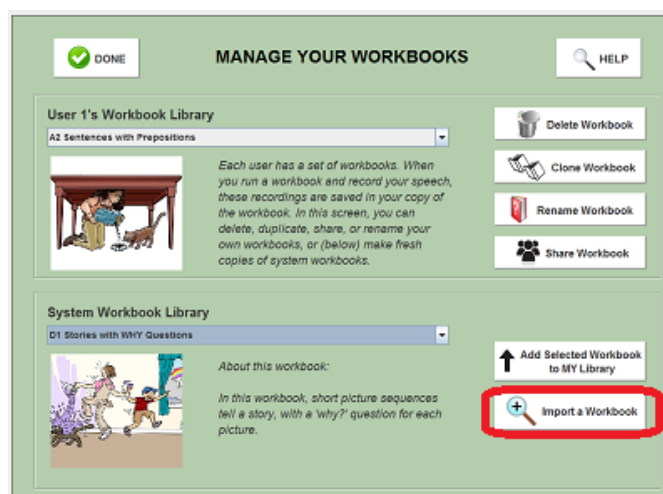 DONE
MANAGE YOUR WORKBOOKS
HELP
User 1's Workbook Library
A2 Sentences with Prepositions
Each user has a set of workbooks. When
you run a workbook and record your speech,
these recordings are saved in your copy of
the workbook. In this screen, you can
delete, duplicate, share, or rename your
own workbooks, or (below) make fresh
copies of system workbooks.
Delete Workbook
Clone Workbook
Rename Workbook
Share Workbook
System Workbook Library
D1 Stories with WHY Questions
About this workbook:
In this workbook, short picture sequences
tell a story, with a 'why?' question for each
picture.
Add Selected Workbook
to MY Library
Import a Workbook